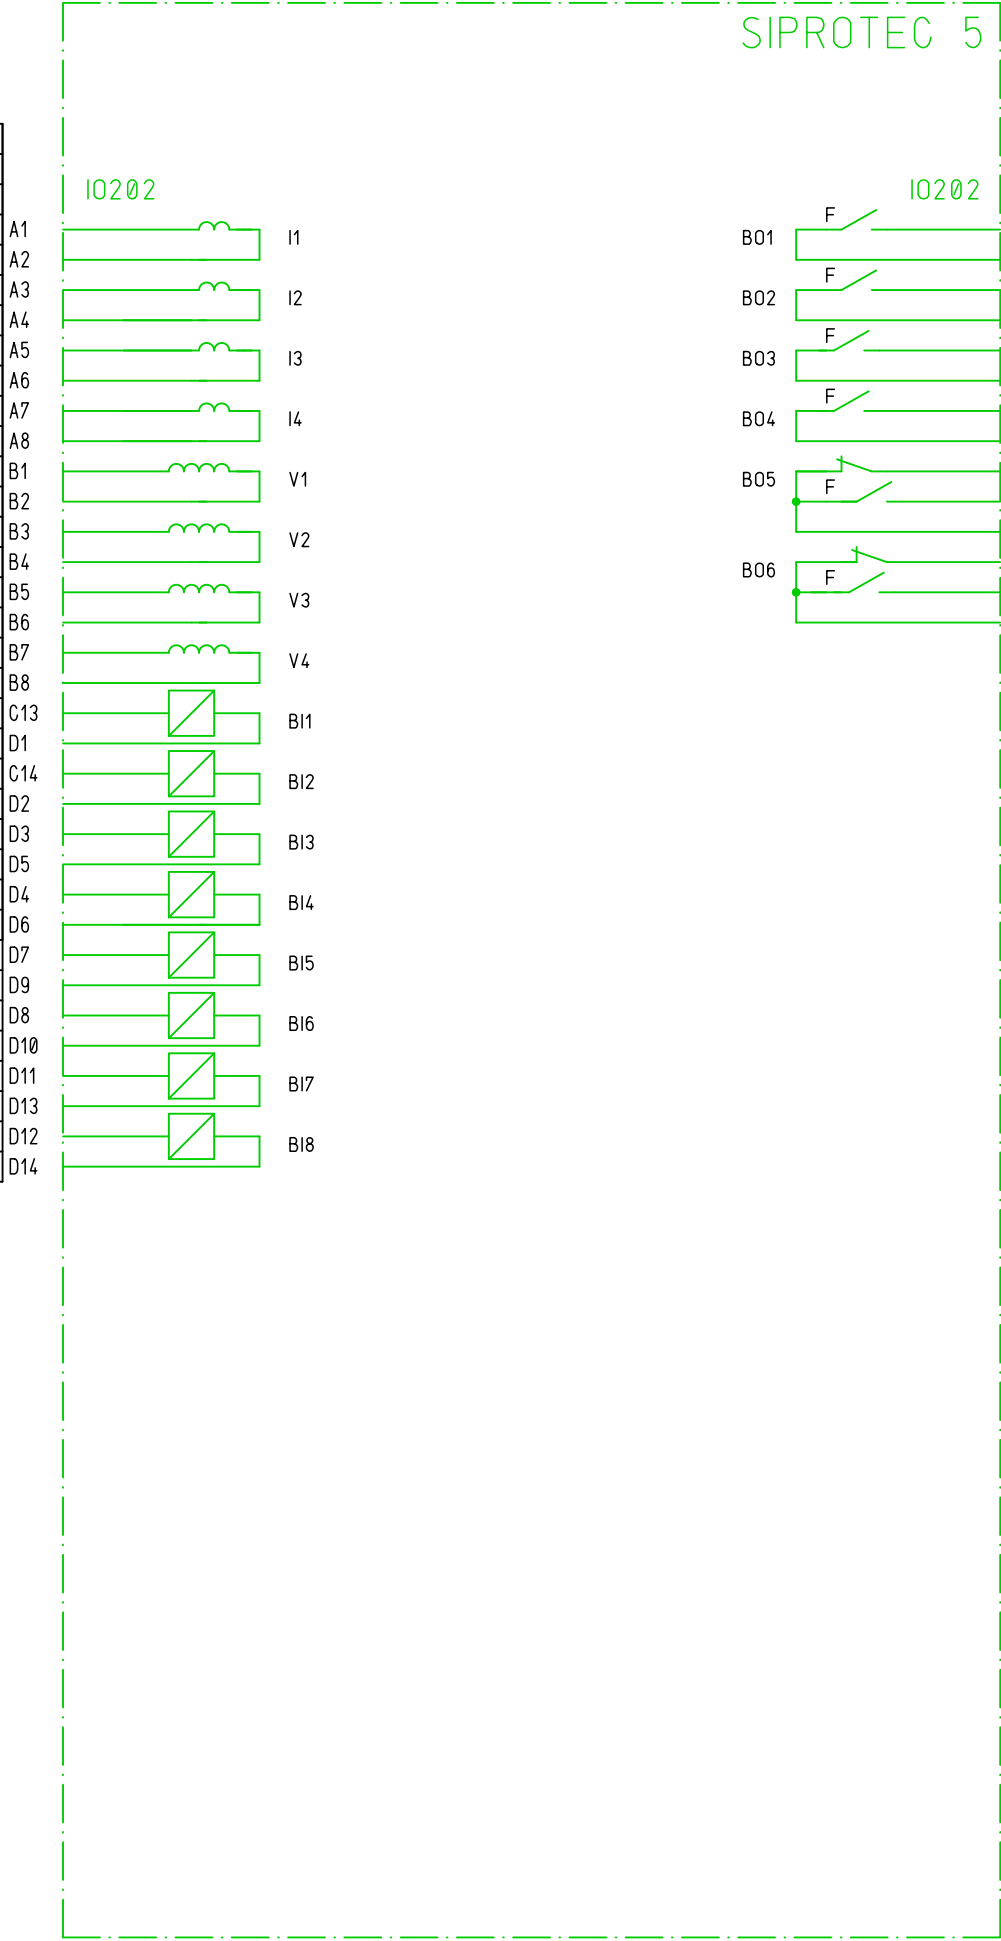 SIPROTEC 5
IO202 IO202
A1 I1 BO1 F
A2
A3 I2 BO2 F
A4
A5 I3 BO3 F
A6
A7 I4 BO4 F
A8
B1 V1 BO5
B2 F
B3 V2
B4
BO6
B5 V3 F
B6
B7 V4
B8
C13 BI1
D1
C14 BI2
D2
D3 BI3
D5
D4 BI4
D6
D7 BI5
D9
D8 BI6
D10
D11 BI7
D13
D12 BI8
D14